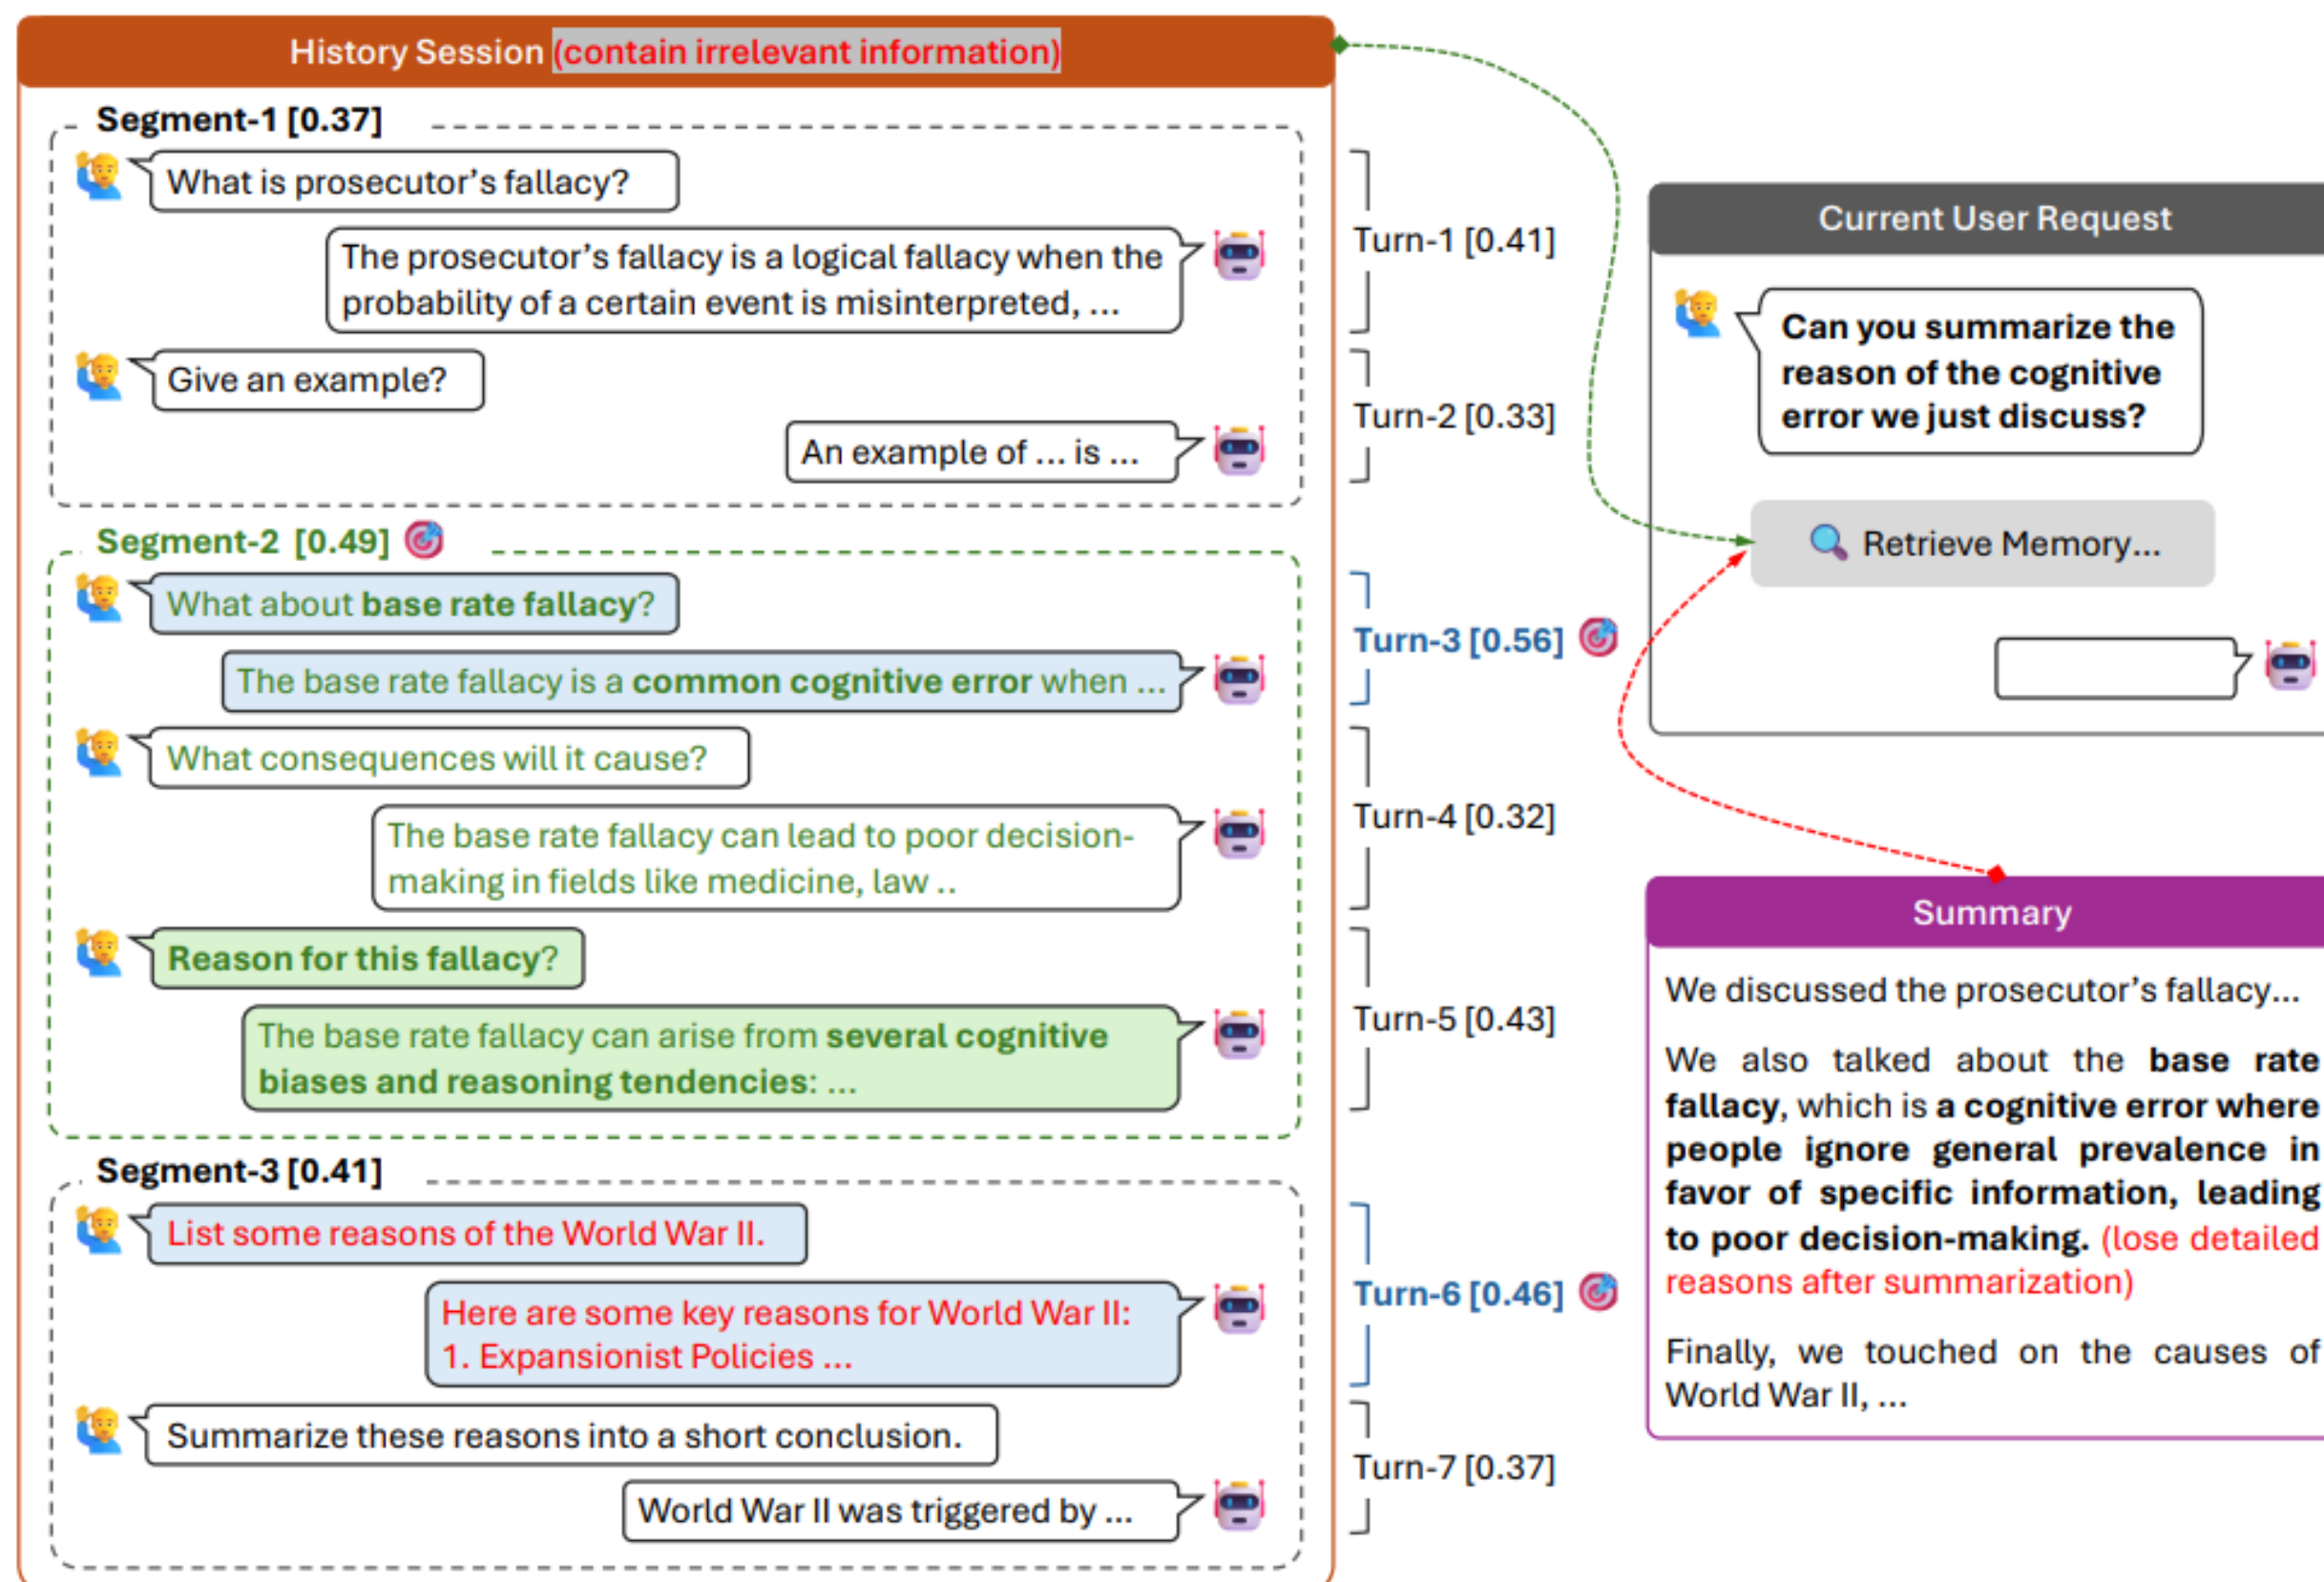 History Session (contain irrelevant information)
Segment-1 [0.37]
What is prosecutor's fallacy?
The prosecutor's fallacy is a logical fallacy when the
probability of a certain event is misinterpreted, ...
Turn-1 [0.41]
Give an example?
An example of ... is ...
Turn-2 [0.33]
Segment-2 [0.49]
What about base rate fallacy?
The base rate fallacy is a common cognitive error when ...
Turn-3 [0.56]
What consequences will it cause?
The base rate fallacy can lead to poor decision-
making in fields like medicine, law ..
Turn-4 [0.32]
Reason for this fallacy?
The base rate fallacy can arise from several cognitive
biases and reasoning tendencies: ...
Turn-5 [0.43]
Segment-3 [0.41]
List some reasons of the World War II.
Here are some key reasons for World War II:
1. Expansionist Policies ...
Turn-6 [0.46]
Summarize these reasons into a short conclusion.
World War II was triggered by ...
Turn-7 [0.37]
Current User Request
Can you summarize the
reason of the cognitive
error we just discuss?
Retrieve Memory...
Summary
We discussed the prosecutor's fallacy...
We also talked about the base rate
fallacy, which is a cognitive error where
people ignore general prevalence in
favor of specific information, leading
to poor decision-making. (lose detailed
reasons after summarization)
Finally, we touched on the causes of
World War II, ...